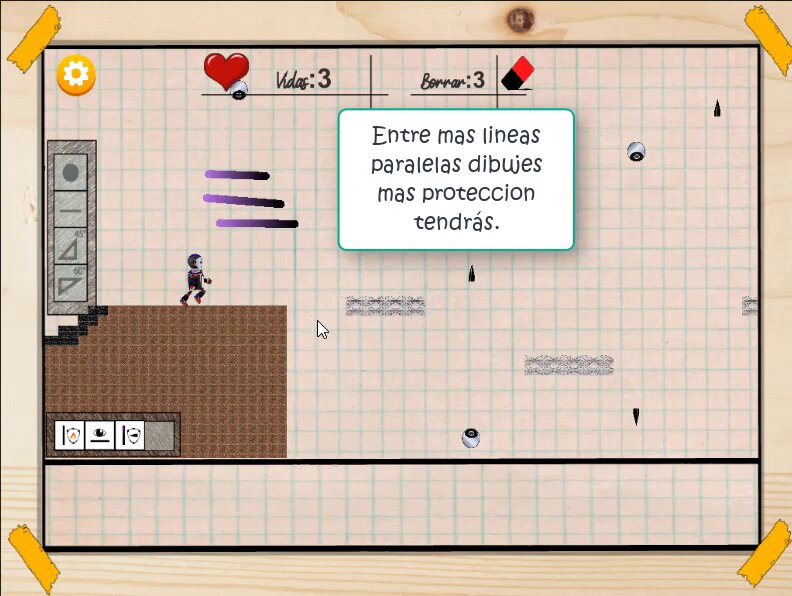 Vidas:3
Borrar:3
Entre mas lineas
paralelas dibujes
mas proteccion
tendrás.
45°
60°